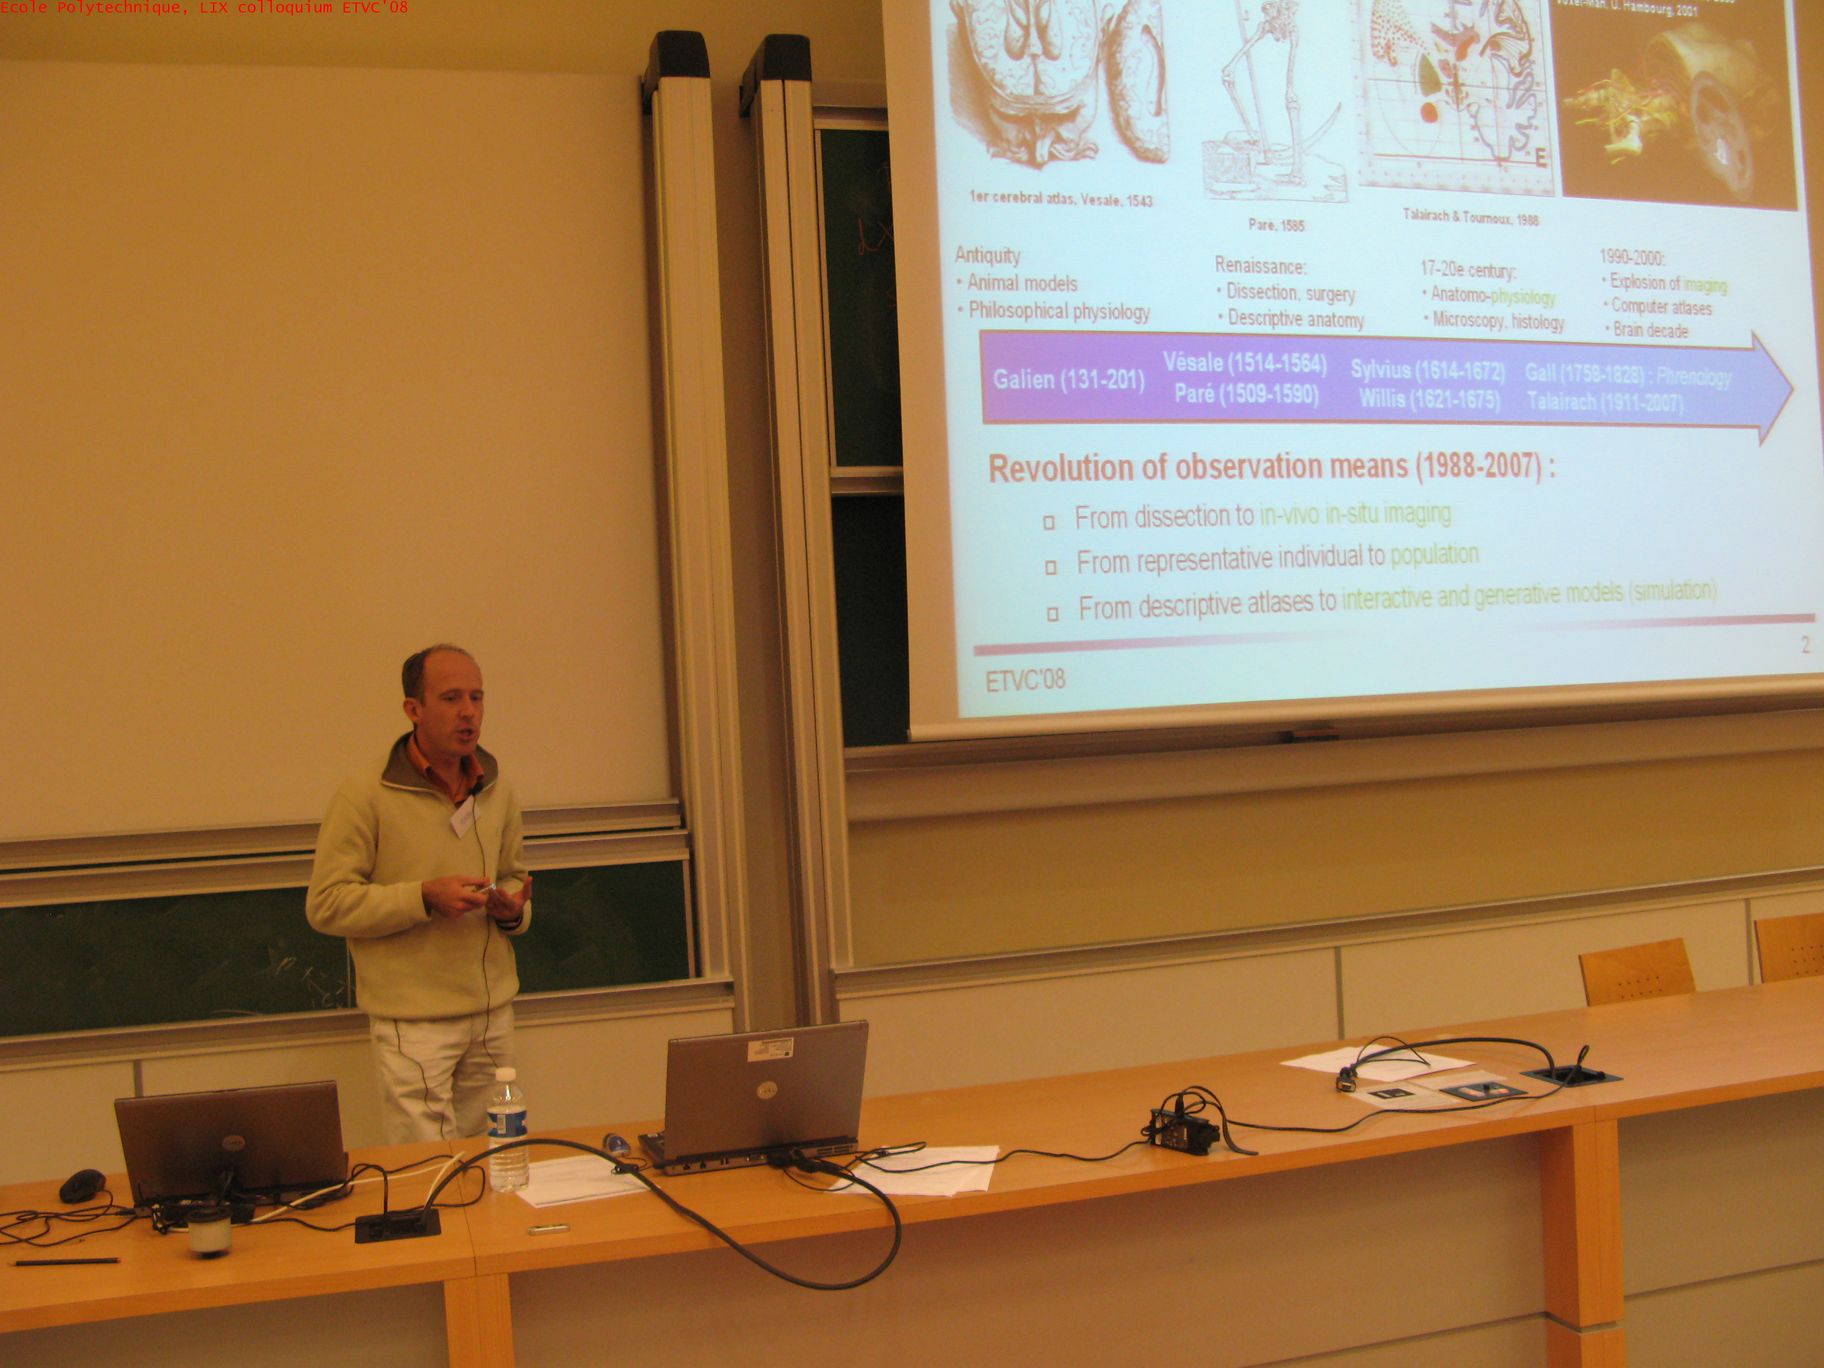 Ecole Polytechnique, LIX colloquium ETVC'08
Voxel-Man, U. Hambourg, 2001
E
1er cerebral atlas, Vesale, 1543
Paré, 1585
Talairach & Tournoux, 1988
Antiquity
• Animal models
• Philosophical physiology
Renaissance:
• Dissection, surgery
• Descriptive anatomy
17-20e century:
• Anatomo-physiology
• Microscopy, histology
1990-2000:
• Explosion of imaging
• Computer atlases
• Brain decade
Galien (131-201)
Vésale (1514-1564)
Paré (1509-1590)
Sylvius (1614-1672)
Willis (1621-1675)
Gall (1758-1828) : Phrenology
Talairach (1911-2007)
Revolution of observation means (1988-2007) :
From dissection to in-vivo in-situ imaging
From representative individual to population
From descriptive atlases to interactive and generative models (simulation)
ETVC'08
2
DELL